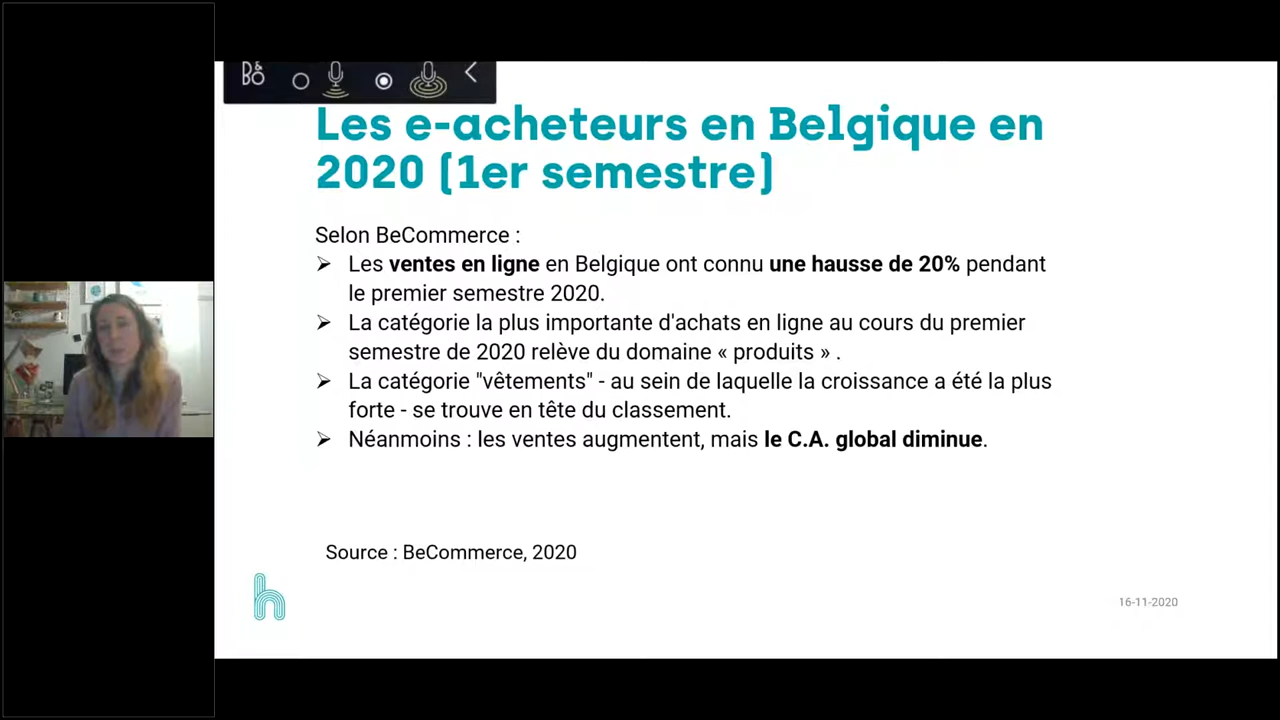 Les e-acheteurs en Belgique en
2020 (1er semestre)
Selon BeCommerce :
➢ Les ventes en ligne en Belgique ont connu une hausse de 20% pendant
le premier semestre 2020.
➢ La catégorie la plus importante d'achats en ligne au cours du premier
semestre de 2020 relève du domaine « produits » .
➢ La catégorie "vêtements" - au sein de laquelle la croissance a été la plus
forte - se trouve en tête du classement.
➢ Néanmoins : les ventes augmentent, mais le C.A. global diminue.
Source : BeCommerce, 2020
h
16-11-2020